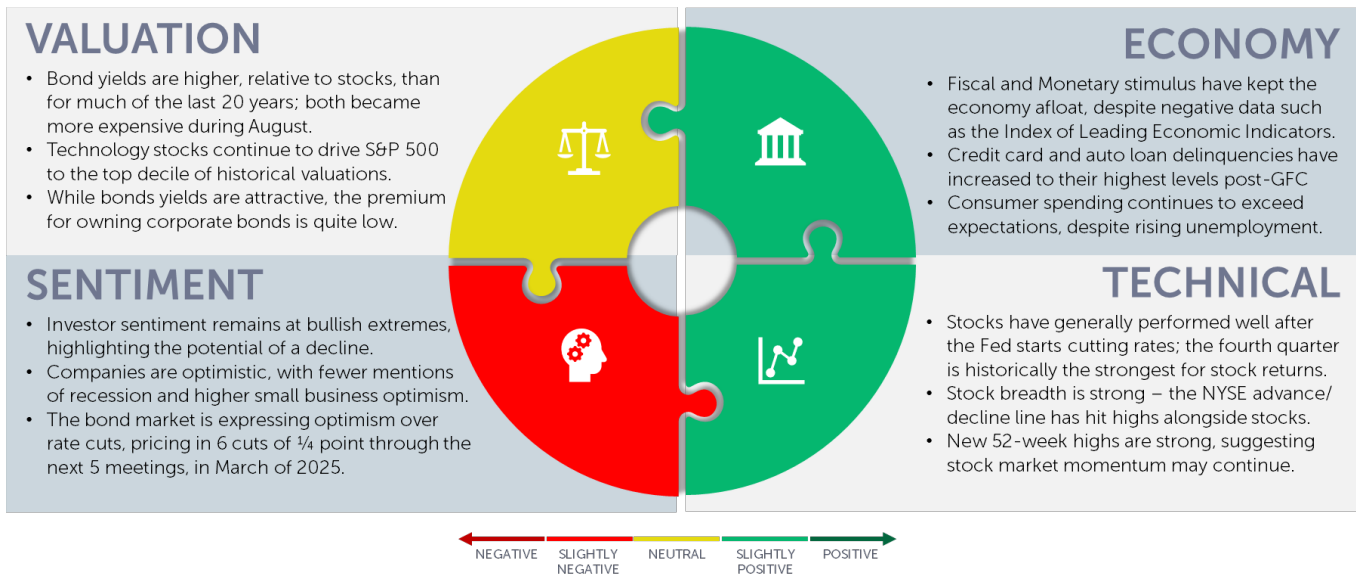 VALUATION
• Bond yields are higher, relative to stocks, than
for much of the last 20 years; both became
more expensive during August.
• Technology stocks continue to drive S&P 500
to the top decile of historical valuations.
• While bonds yields are attractive, the premium
for owning corporate bonds is quite low.
ECONOMY
• Fiscal and Monetary stimulus have kept the
economy afloat, despite negative data such
as the Index of Leading Economic Indicators.
• Credit card and auto loan delinquencies have
increased to their highest levels post-GFC
• Consumer spending continues to exceed
expectations, despite rising unemployment.
SENTIMENT
• Investor sentiment remains at bullish extremes,
highlighting the potential of a decline.
• Companies are optimistic, with fewer mentions
of recession and higher small business optimism.
• The bond market is expressing optimism over
rate cuts, pricing in 6 cuts of ¼ point through the
next 5 meetings, in March of 2025.
TECHNICAL
• Stocks have generally performed well after
the Fed starts cutting rates; the fourth quarter
is historically the strongest for stock returns.
• Stock breadth is strong – the NYSE advance/
decline line has hit highs alongside stocks.
• New 52-week highs are strong, suggesting
stock market momentum may continue.
NEGATIVE
SLIGHTLY
NEGATIVE
NEUTRAL
SLIGHTLY
POSITIVE
POSITIVE